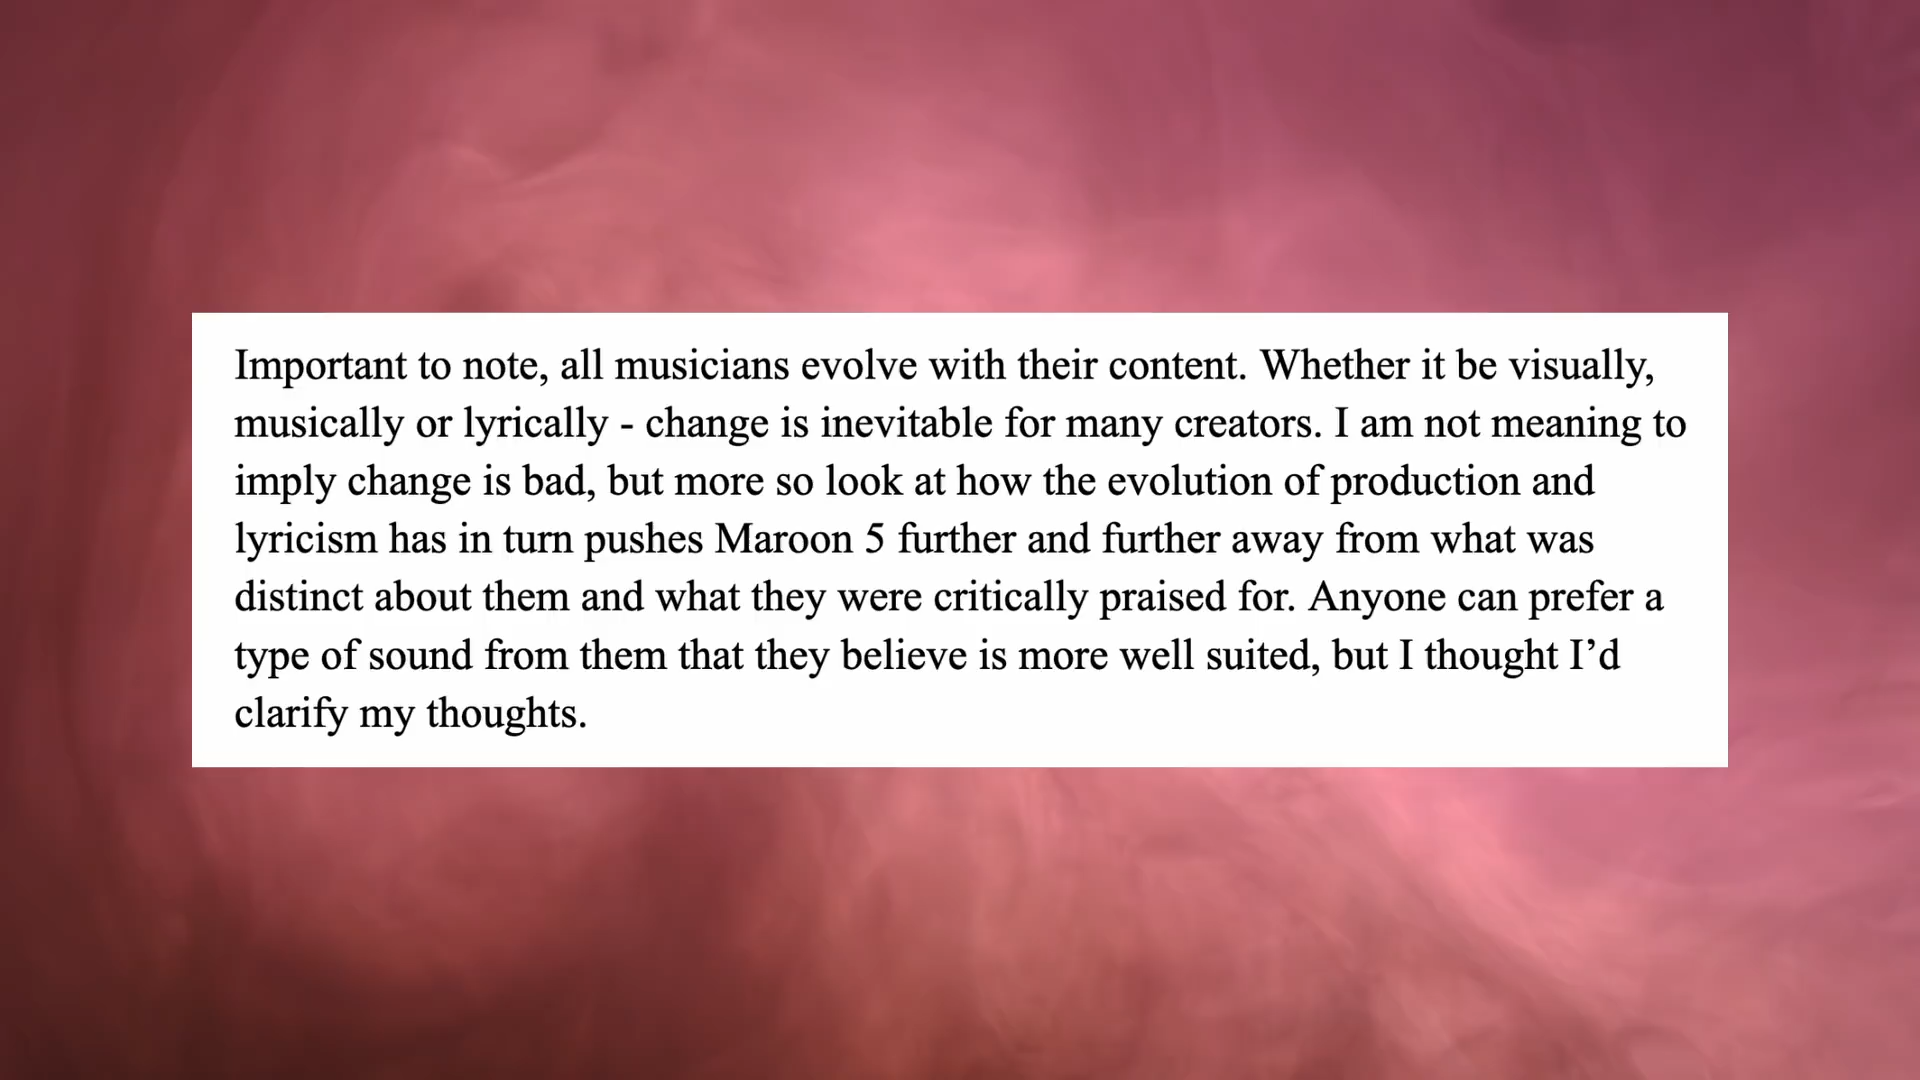 Important to note, all musicians evolve with their content. Whether it be visually,
musically or lyrically - change is inevitable for many creators. I am not meaning to
imply change is bad, but more so look at how the evolution of production and
lyricism has in turn pushes Maroon 5 further and further away from what was
distinct about them and what they were critically praised for. Anyone can prefer a
type of sound from them that they believe is more well suited, but I thought I’d
clarify my thoughts.